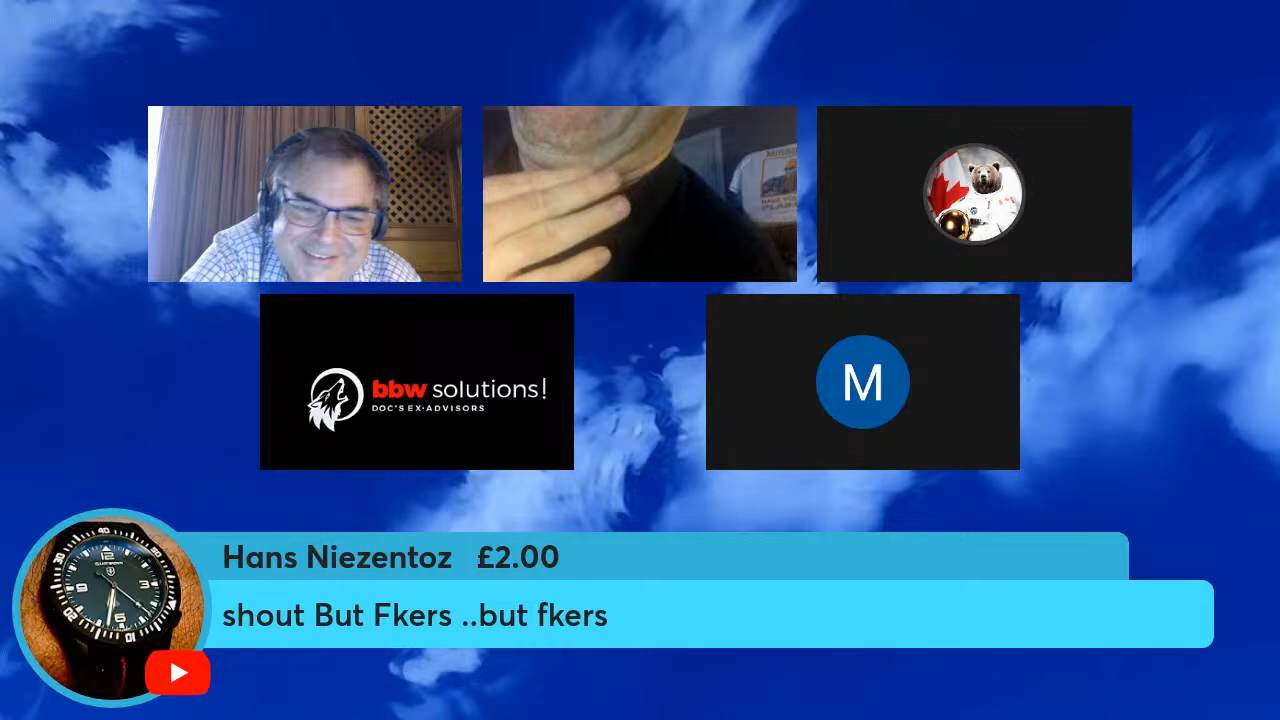 bbw solutions!
DOC'S EX-ADVISORS
M
Hans Niezentoz £2.00
shout But Fkers ..but fkers